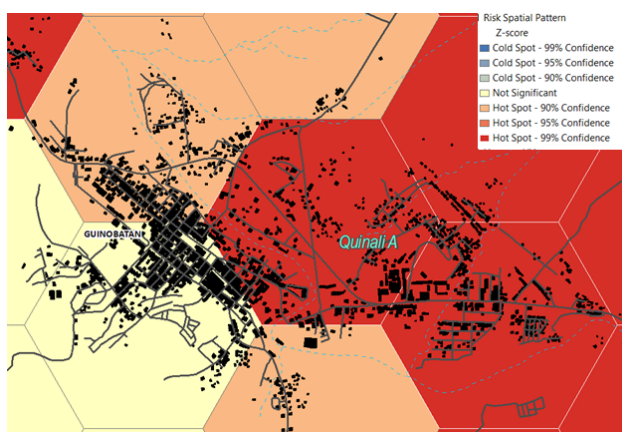 Risk Spatial Pattern
Z-score
Cold Spot - 99% Confidence
Cold Spot - 95% Confidence
Cold Spot - 90% Confidence
Not Significant
Hot Spot - 90% Confidence
Hot Spot - 95% Confidence
Hot Spot - 99% Confidence
GUINOBATAN
Quinali A